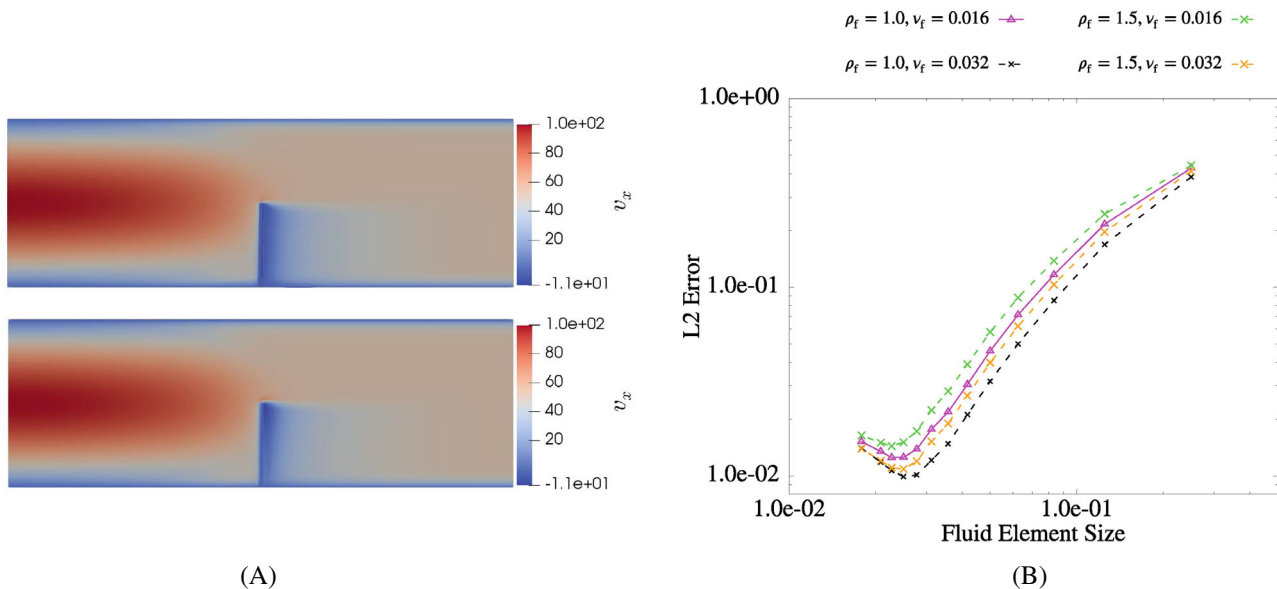 1.0e+02
80
60
40
20
-1.1e+01
v_x
1.0e+02
80
60
40
20
-1.1e+01
v_x
(A)
ρ_f = 1.0, ν_f = 0.016
ρ_f = 1.5, ν_f = 0.016
ρ_f = 1.0, ν_f = 0.032
ρ_f = 1.5, ν_f = 0.032
1.0e+00
1.0e-01
1.0e-02
L2 Error
1.0e-02
1.0e-01
Fluid Element Size
(B)